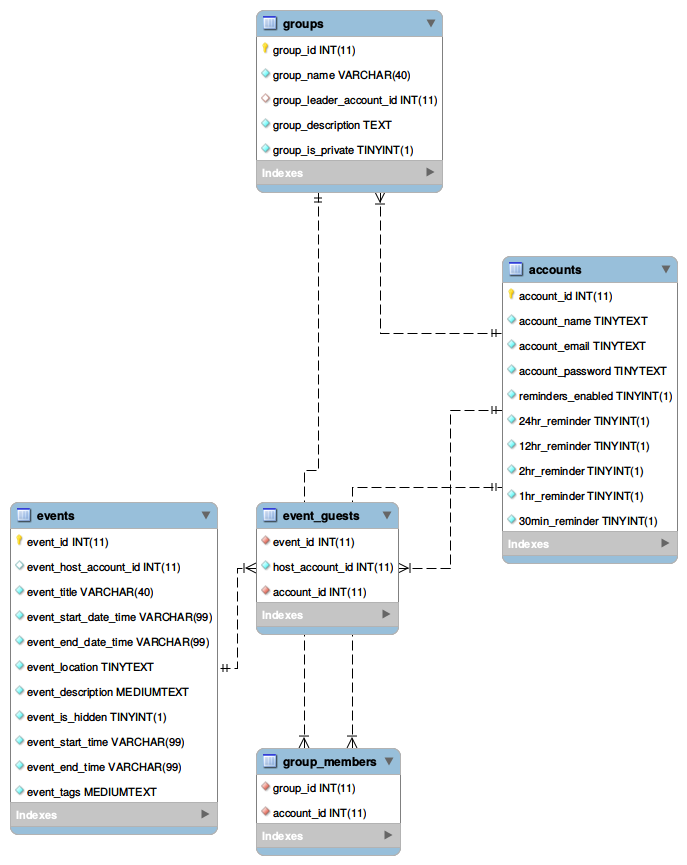 groups
group_id INT(11)
group_name VARCHAR(40)
group_leader_account_id INT(11)
group_description TEXT
group_is_private TINYINT(1)
Indexes
accounts
account_id INT(11)
account_name TINYTEXT
account_email TINYTEXT
account_password TINYTEXT
reminders_enabled TINYINT(1)
24hr_reminder TINYINT(1)
12hr_reminder TINYINT(1)
2hr_reminder TINYINT(1)
1hr_reminder TINYINT(1)
30min_reminder TINYINT(1)
Indexes
events
event_id INT(11)
event_host_account_id INT(11)
event_title VARCHAR(40)
event_start_date_time VARCHAR(99)
event_end_date_time VARCHAR(99)
event_location TINYTEXT
event_description MEDIUMTEXT
event_is_hidden TINYINT(1)
event_start_time VARCHAR(99)
event_end_time VARCHAR(99)
event_tags MEDIUMTEXT
Indexes
event_guests
event_id INT(11)
host_account_id INT(11)
account_id INT(11)
Indexes
group_members
group_id INT(11)
account_id INT(11)
Indexes